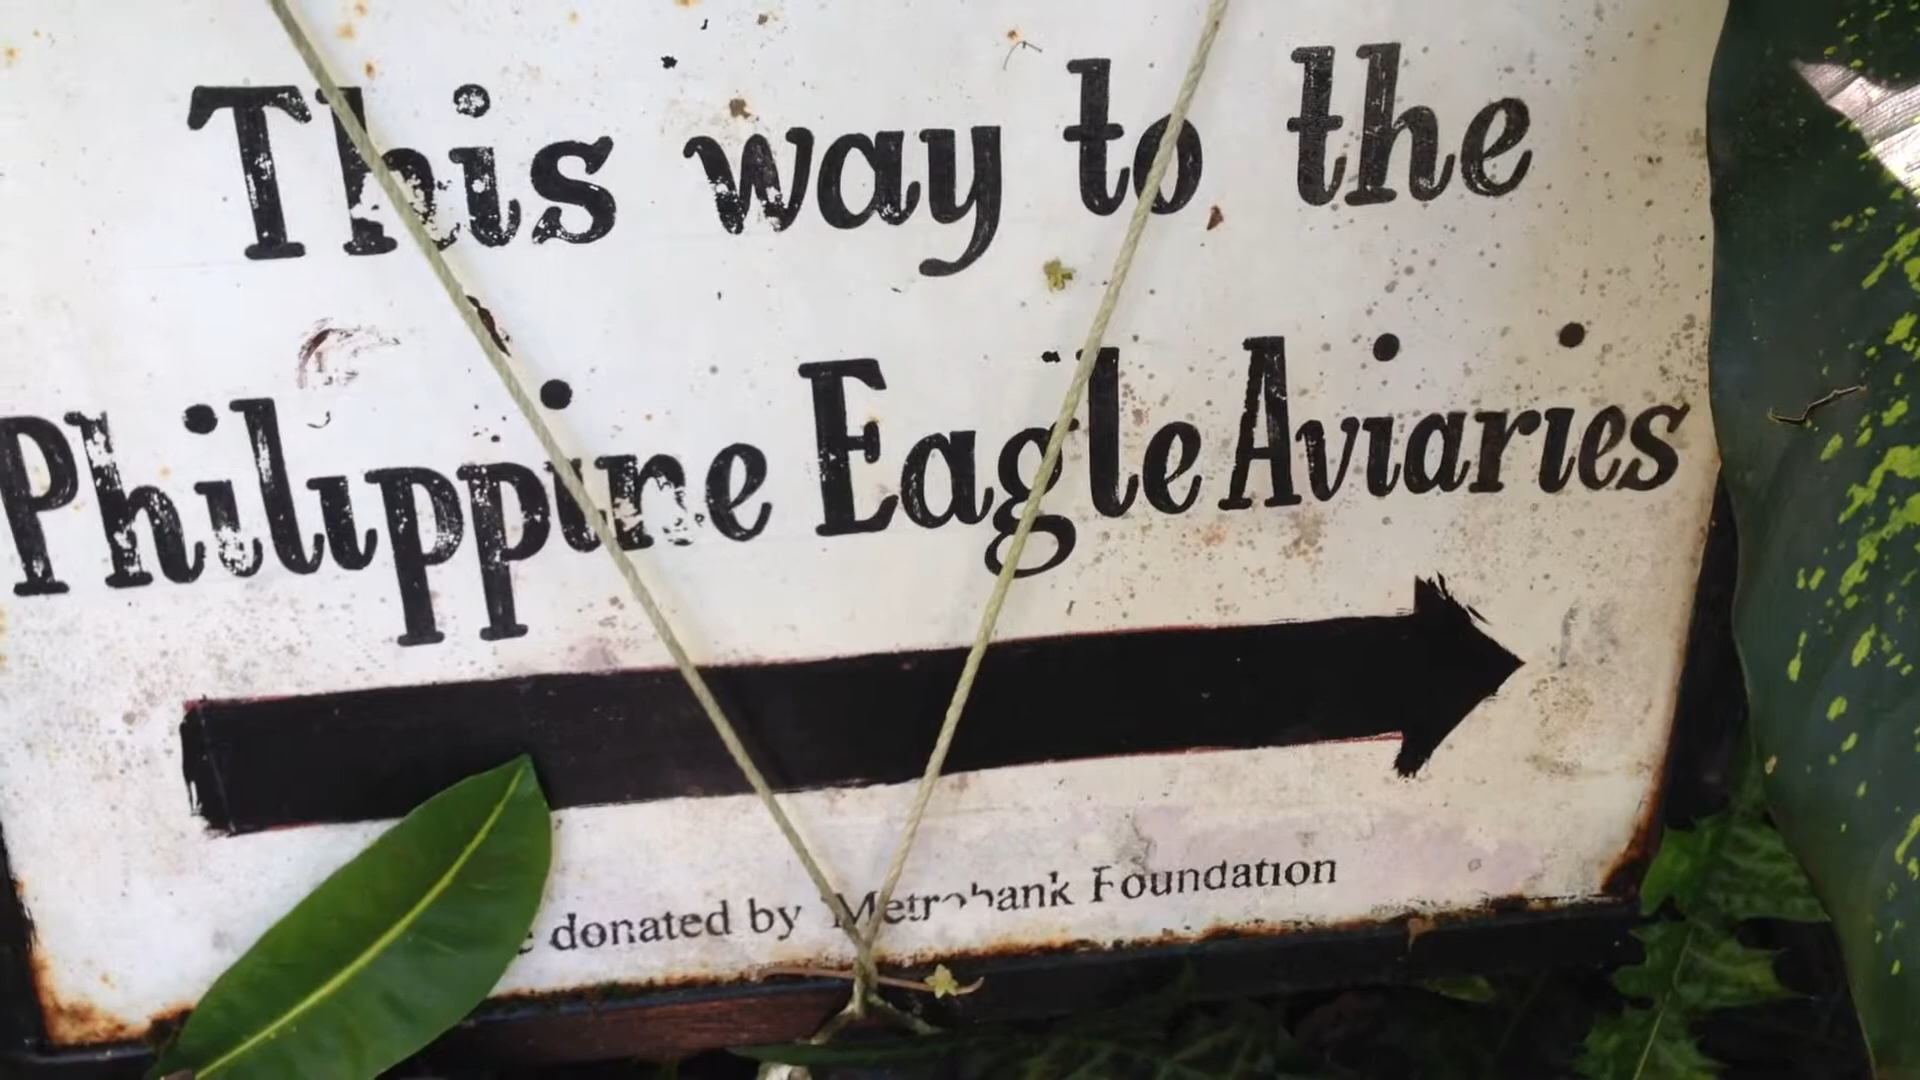 This way to the
Philippine Eagle Aviaries
donated by Metrobank Foundation